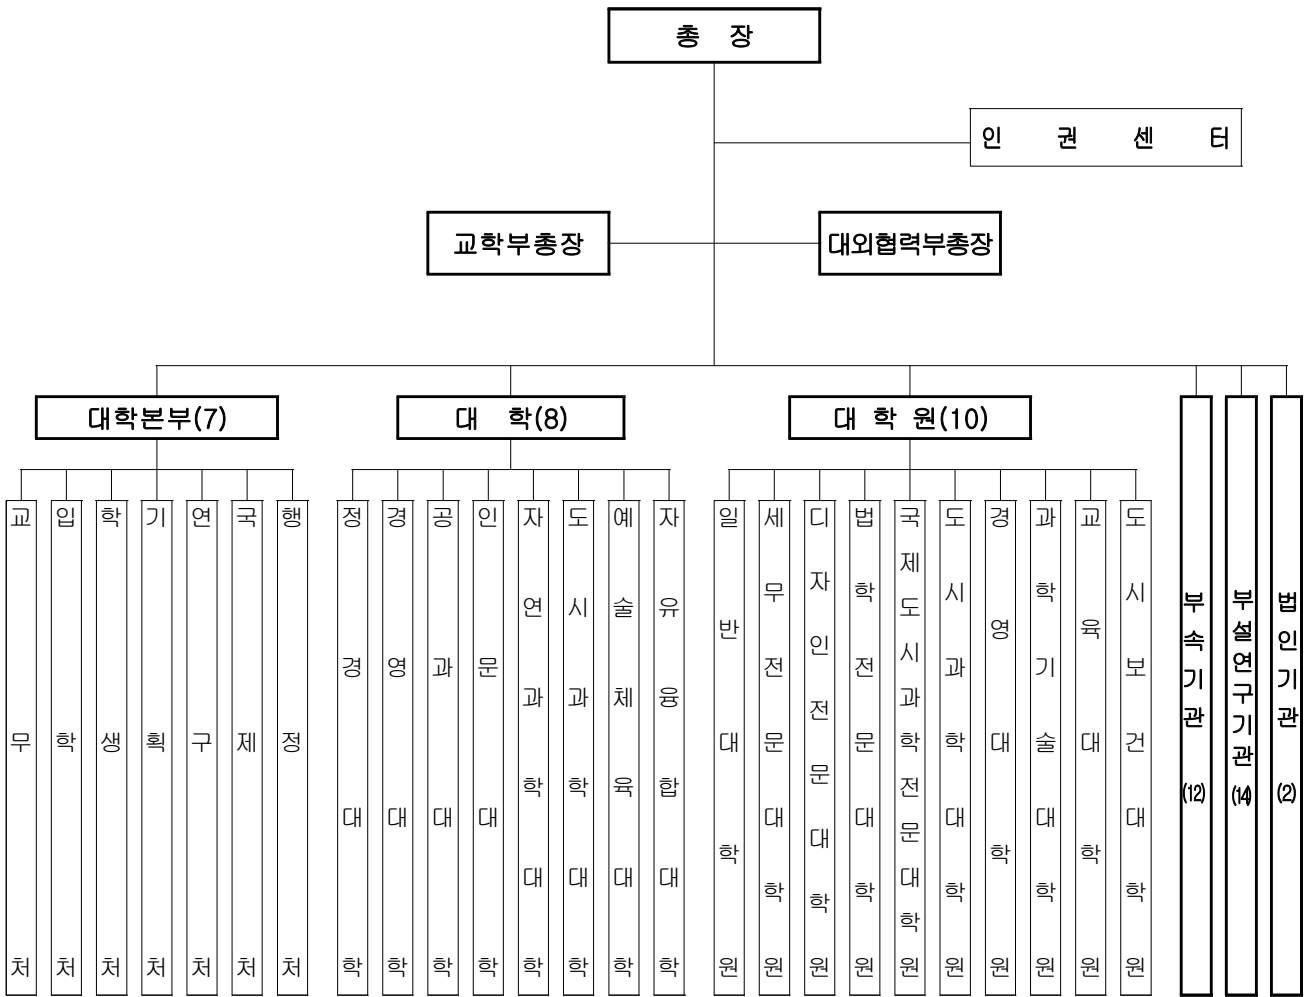 총 장
인 권 센 터
교학부총장
대외협력부총장
대학본부(7)
대 학(8)
대 학 원(10)
교무처
입학처
학생처
기획처
연구처
국제처
행정처
정경대학
경영대학
공과대학
인문대학
자연과학대학
도시과학대학
예술체육대학
자유융합대학
일반대학원
세무전문대학원
디자인전문대학원
법학전문대학원
국제도시과학전문대학원
도시과학대학원
경영대학원
과학기술대학원
교육대학원
도시보건대학원
부속기관 (12)
부설연구기관 (14)
법인기관 (2)